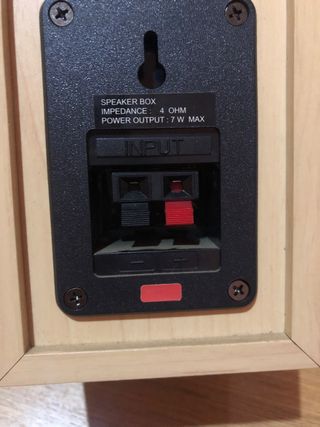 SPEAKER BOX
IMPEDANCE : 4 OHM
POWER OUTPUT : 7 W MAX
INPUT